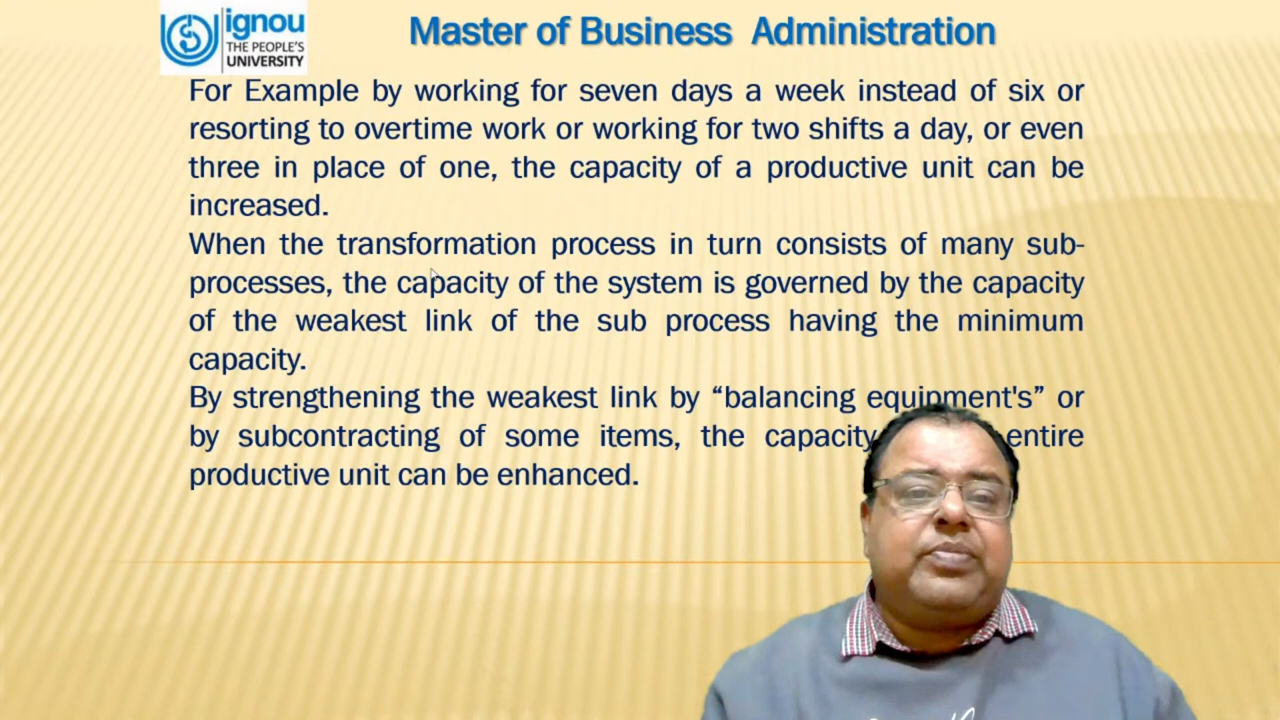 ignou
THE PEOPLE'S
UNIVERSITY
Master of Business Administration
For Example by working for seven days a week instead of six or
resorting to overtime work or working for two shifts a day, or even
three in place of one, the capacity of a productive unit can be
increased.
When the transformation process in turn consists of many sub-
processes, the capacity of the system is governed by the capacity
of the weakest link of the sub process having the minimum
capacity.
By strengthening the weakest link by “balancing equipment's” or
by subcontracting of some items, the capacity entire
productive unit can be enhanced.